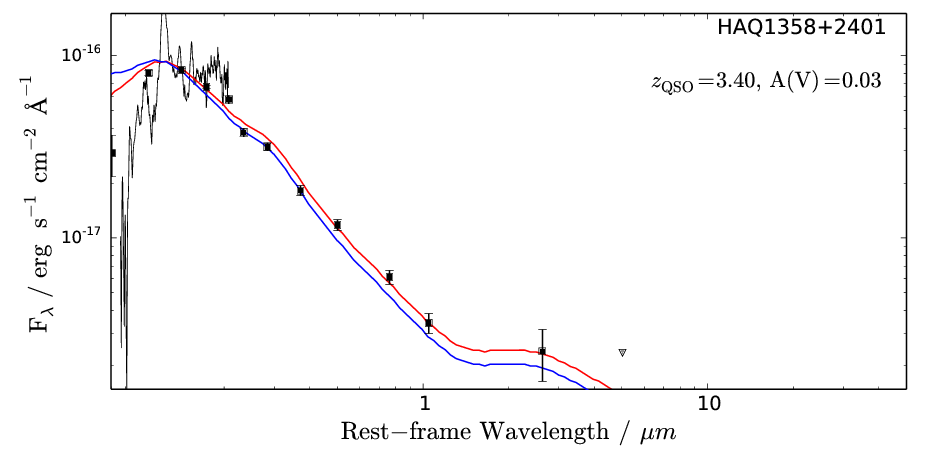 HAQ1358+2401
z_QSO=3.40, A(V)=0.03
10^−16
10^−17
F_λ / erg s^−1 cm^−2 Å^−1
1 10
Rest−frame Wavelength / μm